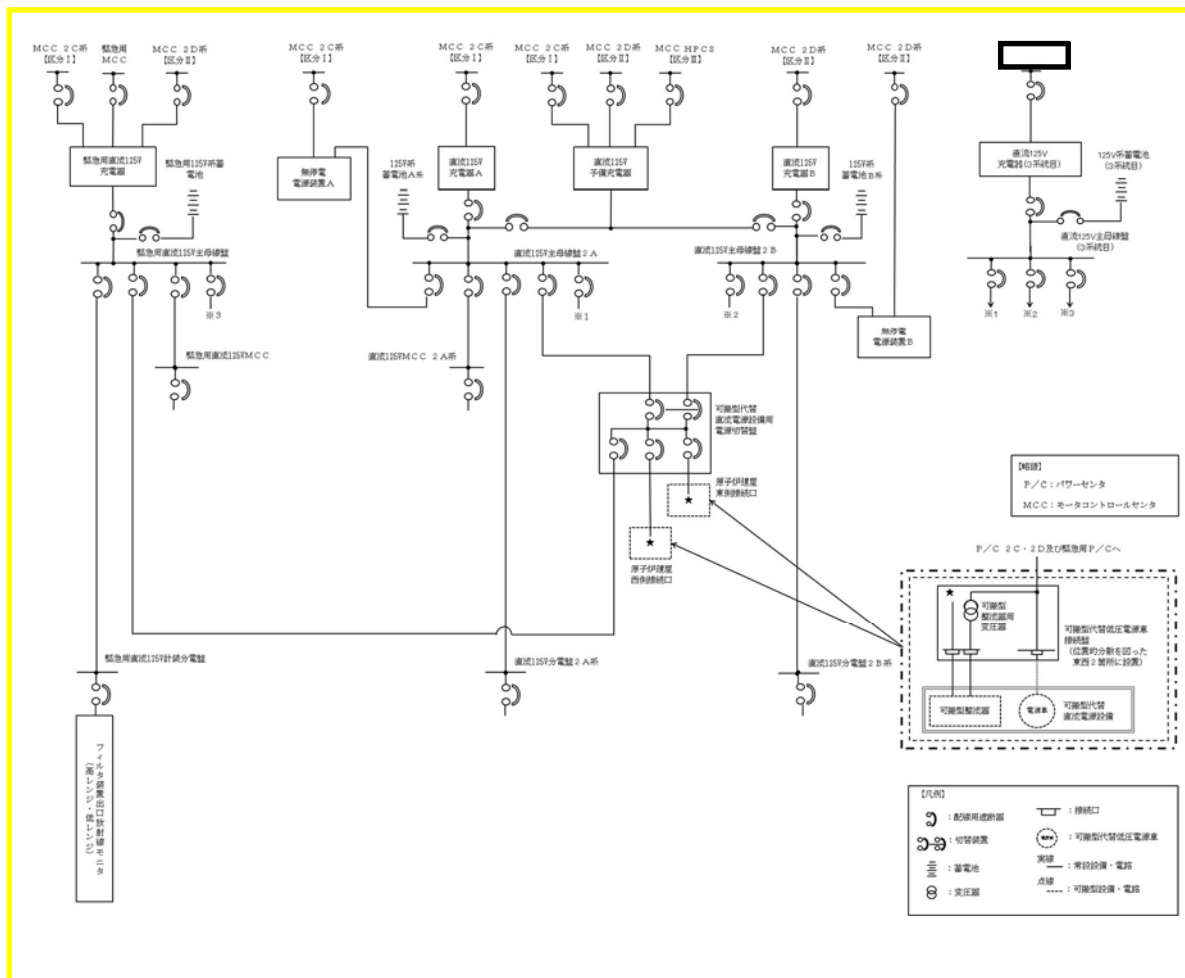 MCC 2C系
【区分Ⅰ】
緊急用
MCC
MCC 2D系
【区分Ⅱ】
MCC 2C系
【区分Ⅰ】
MCC 2C系
【区分Ⅰ】
MCC 2C系
【区分Ⅰ】
MCC 2D系
【区分Ⅱ】
MCC HPCS
【区分Ⅲ】
MCC 2D系
【区分Ⅱ】
MCC 2D系
【区分Ⅱ】
緊急用直流125V
充電器
緊急用125V系蓄
電池
無停電
電源装置A
125V系
蓄電池A系
直流125V
充電器A
直流125V
予備充電器
直流125V
充電器B
125V系
蓄電池B系
直流125V
充電器(3系統目)
125V系蓄電池
(3系統目)
緊急用直流125V主母線盤
直流125V主母線盤2A
直流125V主母線盤2B
直流125V主母線盤
(3系統目)
※3
※1
※2
※1
※2
※3
無停電
電源装置B
緊急用直流125VMCC
直流125VMCC 2A系
可搬型代替
直流電源設備用
電源切替盤
原子炉建屋
東側接続口
★
★
原子炉建屋
西側接続口
【略語】
P/C:パワーセンタ
MCC:モータコントロールセンタ
P/C 2C・2D及び緊急用P/Cへ
★
可搬型
整流器用
変圧器
可搬型代替低圧電源車
接続盤
(位置的分散を図った
東西2箇所に設置)
可搬型整流器
電源車
可搬型代替
直流電源設備
緊急用直流125V計装分電盤
直流125V分電盤2A系
直流125V分電盤2B系
フィルタ装置出口放射線モニタ
(高レンジ・低レンジ)
【凡例】
:配線用遮断器
:切替装置
:蓄電池
:変圧器
:接続口
電源車
:可搬型代替低圧電源車
実線
:常設設備・電路
点線
:可搬型設備・電路